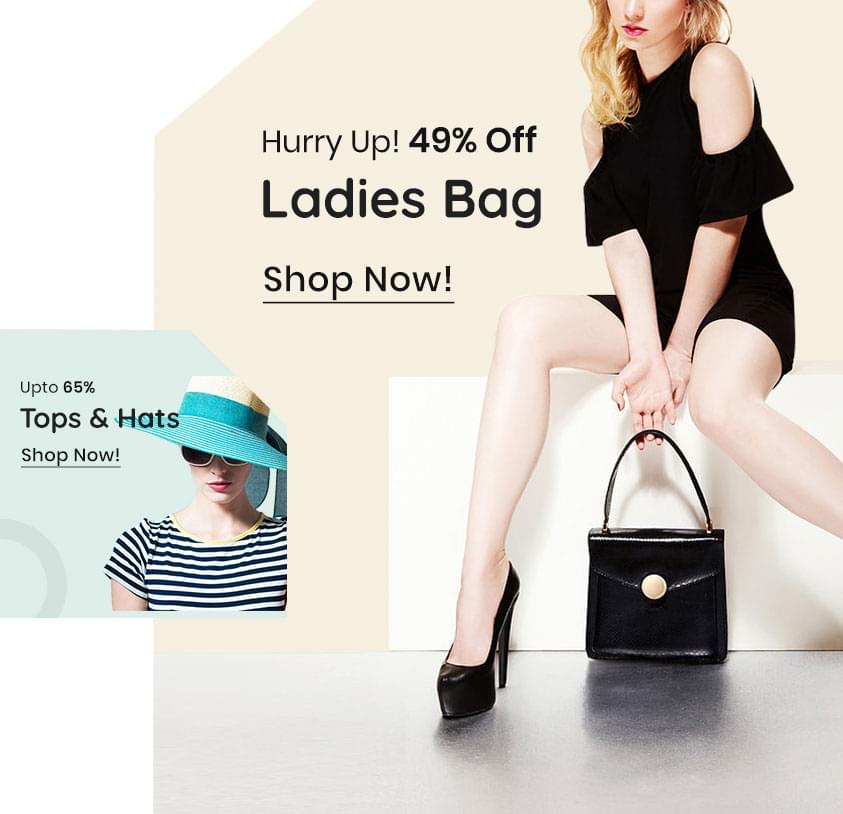 Hurry Up! 49% Off
Ladies Bag
Shop Now!
Upto 65%
Tops & Hats
Shop Now!